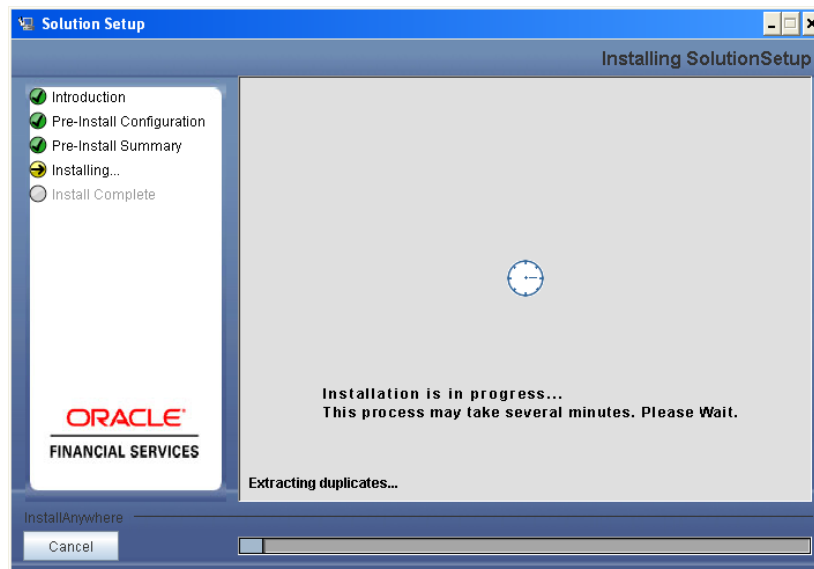 Solution Setup
Installing SolutionSetup
Introduction
Pre-Install Configuration
Pre-Install Summary
Installing...
Install Complete
ORACLE
FINANCIAL SERVICES
Installation is in progress...
This process may take several minutes. Please Wait.
Extracting duplicates...
InstallAnywhere
Cancel